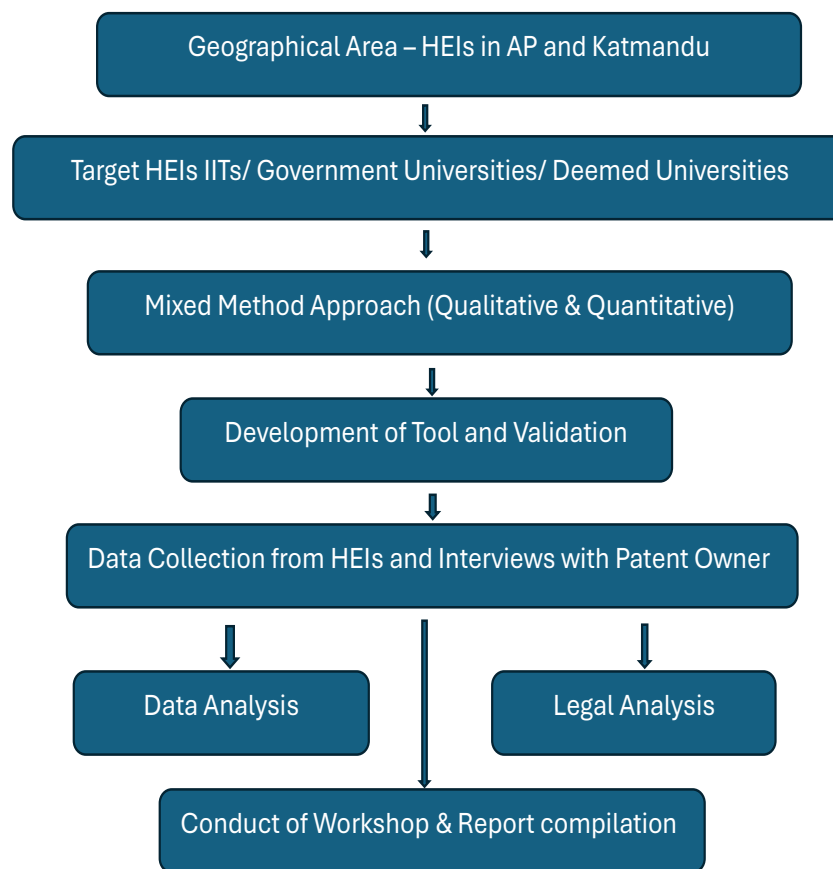 Geographical Area – HEIs in AP and Katmandu
Target HEIs IITs/ Government Universities/ Deemed Universities
Mixed Method Approach (Qualitative & Quantitative)
Development of Tool and Validation
Data Collection from HEIs and Interviews with Patent Owner
Data Analysis
Legal Analysis
Conduct of Workshop & Report compilation